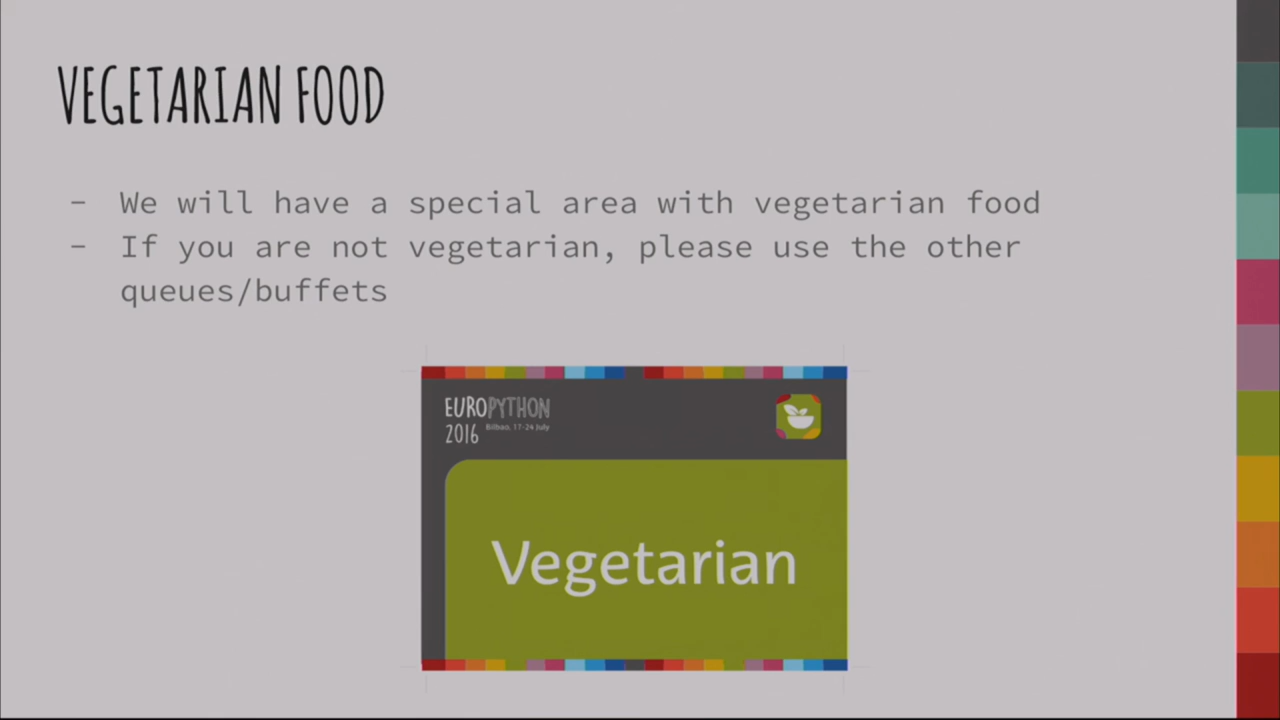 VEGETARIAN FOOD
- We will have a special area with vegetarian food
- If you are not vegetarian, please use the other
queues/buffets
EUROPYTHON
2016 Bilbao, 17-24 July
Vegetarian